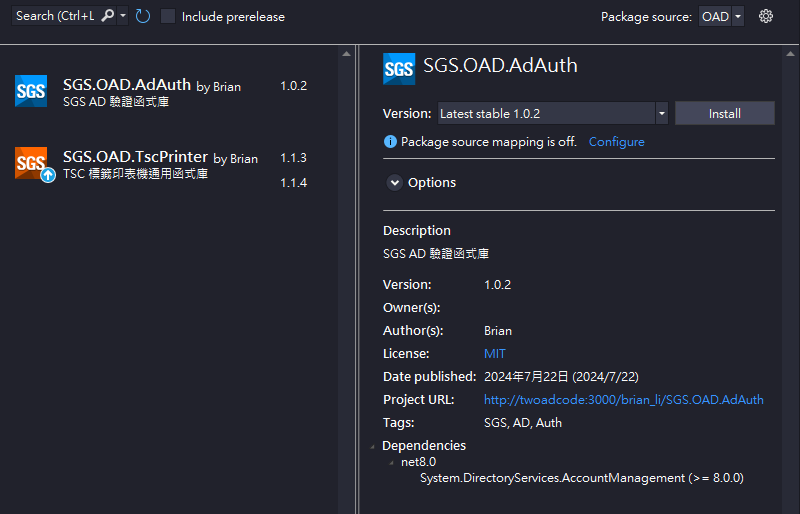 Search (Ctrl+L
Include prerelease
Package source: OAD
SGS
SGS.OAD.AdAuth by Brian 1.0.2
SGS AD 驗證函式庫
SGS
SGS.OAD.TscPrinter by Brian 1.1.3
TSC 標籤印表機通用函式庫
1.1.4
SGS
SGS.OAD.AdAuth
Version: Latest stable 1.0.2 Install
Package source mapping is off. Configure
Options
Description
SGS AD 驗證函式庫
Version: 1.0.2
Owner(s):
Author(s): Brian
License: MIT
Date published: 2024年7月22日 (2024/7/22)
Project URL: http://twoadcode:3000/brian_li/SGS.OAD.AdAuth
Tags: SGS, AD, Auth
Dependencies
net8.0
System.DirectoryServices.AccountManagement (>= 8.0.0)